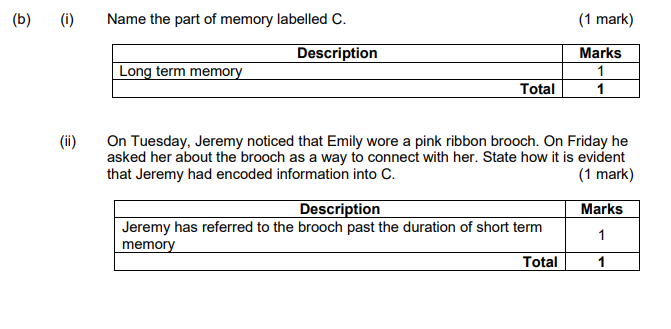 (b) (i) Name the part of memory labelled C. (1 mark)
Description Marks
Long term memory 1
Total 1
(ii) On Tuesday, Jeremy noticed that Emily wore a pink ribbon brooch. On Friday he
asked her about the brooch as a way to connect with her. State how it is evident
that Jeremy had encoded information into C. (1 mark)
Description Marks
Jeremy has referred to the brooch past the duration of short term
memory 1
Total 1